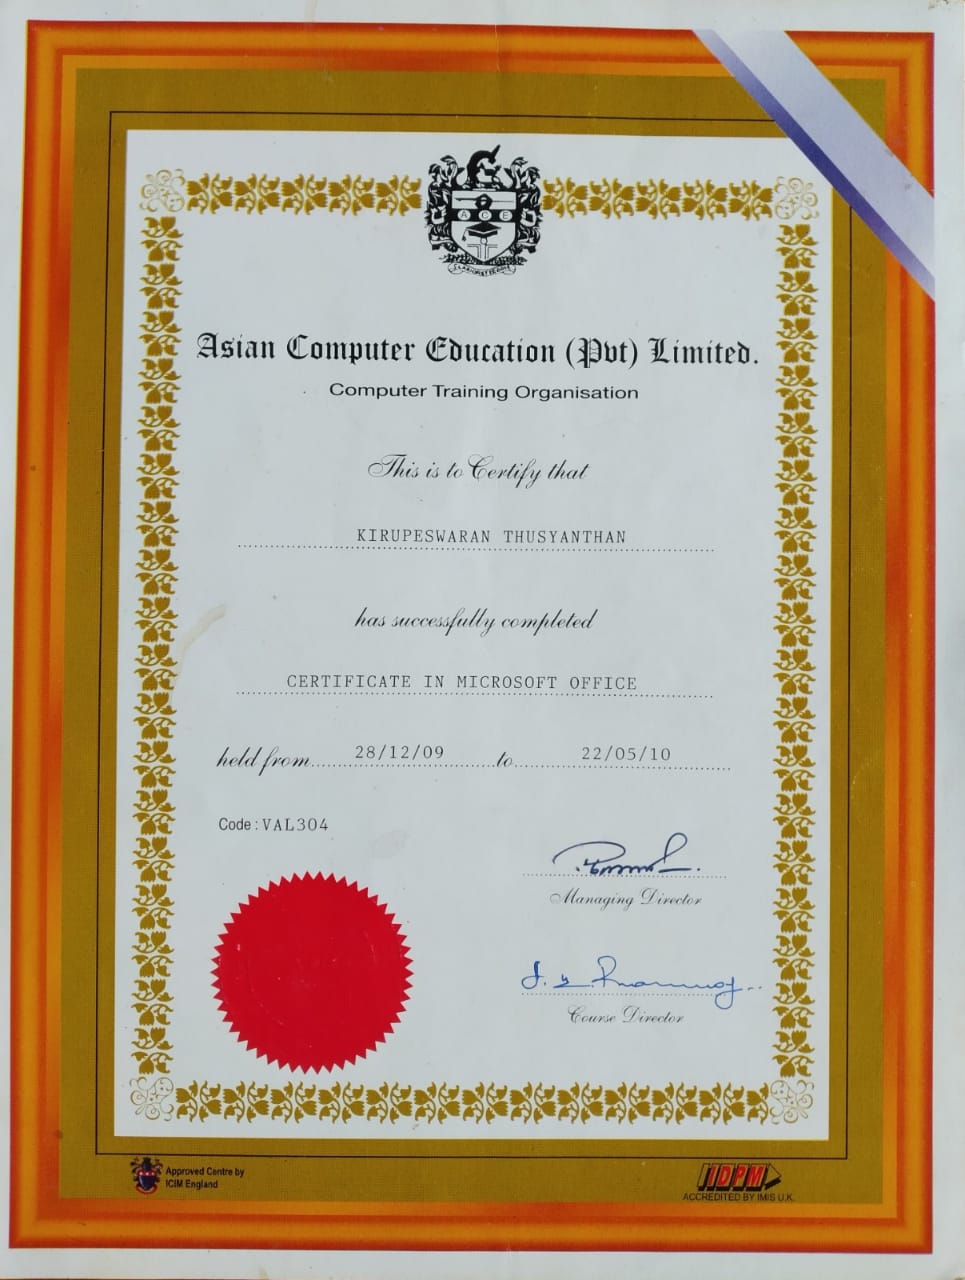 A C E
Asian Computer Education (Pvt) Limited.
Computer Training Organisation
This is to Certify that
KIRUPESWARAN THUSYANTHAN
has successfully completed
CERTIFICATE IN MICROSOFT OFFICE
held from 28/12/09 to 22/05/10
Code : VAL304
Managing Director
Course Director
Approved Centre by
ICIM England
IDPM
ACCREDITED BY IMIS U.K.